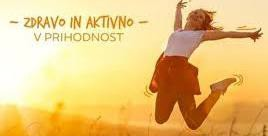 – ZDRAVO IN AKTIVNO –
V PRIHODNOST